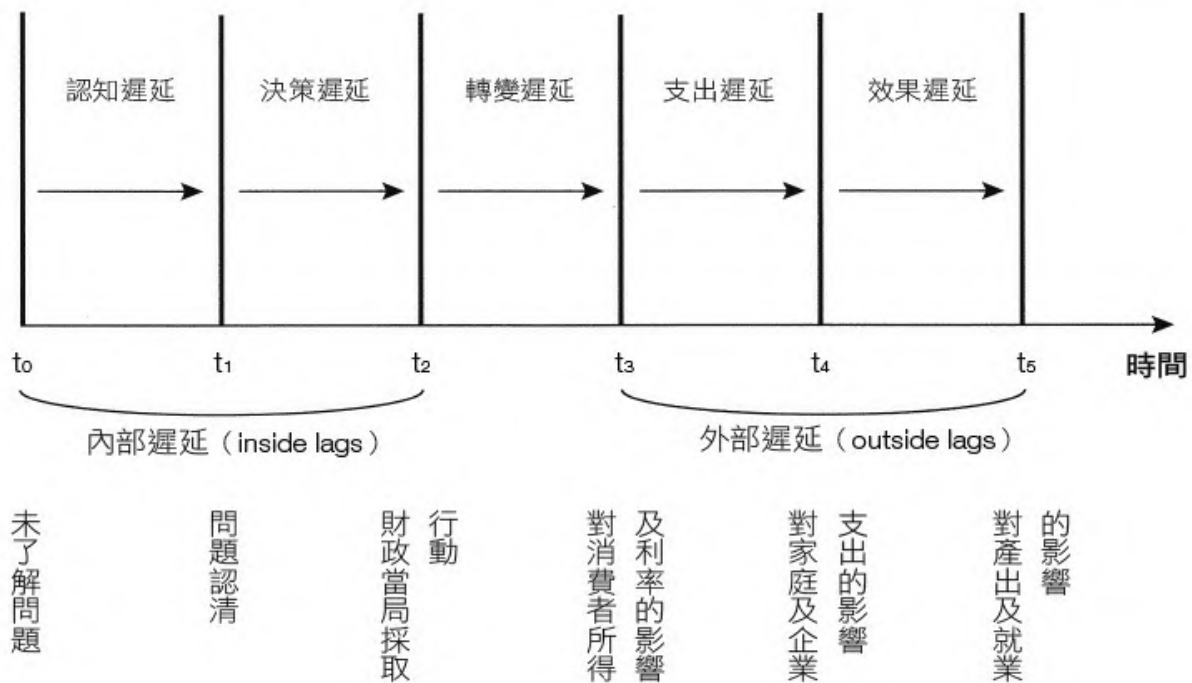 認知遲延
決策遲延
轉變遲延
支出遲延
效果遲延
t₀
t₁
t₂
t₃
t₄
t₅
時間
內部遲延（inside lags）
外部遲延（outside lags）
未了解問題
問題認清
財政當局採取
行動
對消費者所得
及利率的影響
對家庭及企業
支出的影響
對產出及就業
的影響